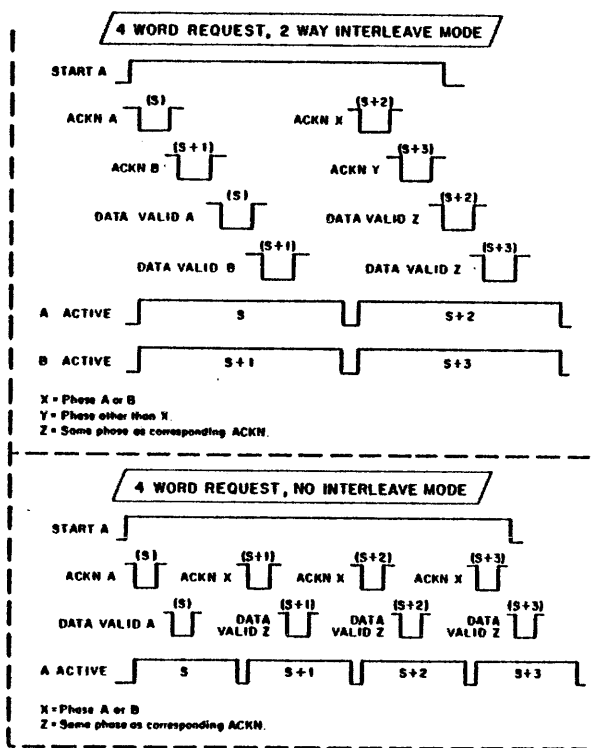 4 WORD REQUEST, 2 WAY INTERLEAVE MODE
START A
(S)
(S+2)
ACKN A
ACKN X
(S+1)
(S+3)
ACKN B
ACKN Y
(S)
(S+2)
DATA VALID A
DATA VALID Z
(S+1)
(S+3)
DATA VALID B
DATA VALID Z
A ACTIVE
S
S+2
B ACTIVE
S+1
S+3
X = Phase A or B
Y = Phase other than X.
Z = Same phase as corresponding ACKN.
4 WORD REQUEST, NO INTERLEAVE MODE
START A
(S)
(S+1)
(S+2)
(S+3)
ACKN A
ACKN X
ACKN X
ACKN X
(S)
(S+1)
(S+2)
(S+3)
DATA VALID A
DATA VALID Z
DATA VALID Z
DATA VALID Z
A ACTIVE
S
S+1
S+2
S+3
X = Phase A or B
Z = Same phase as corresponding ACKN.